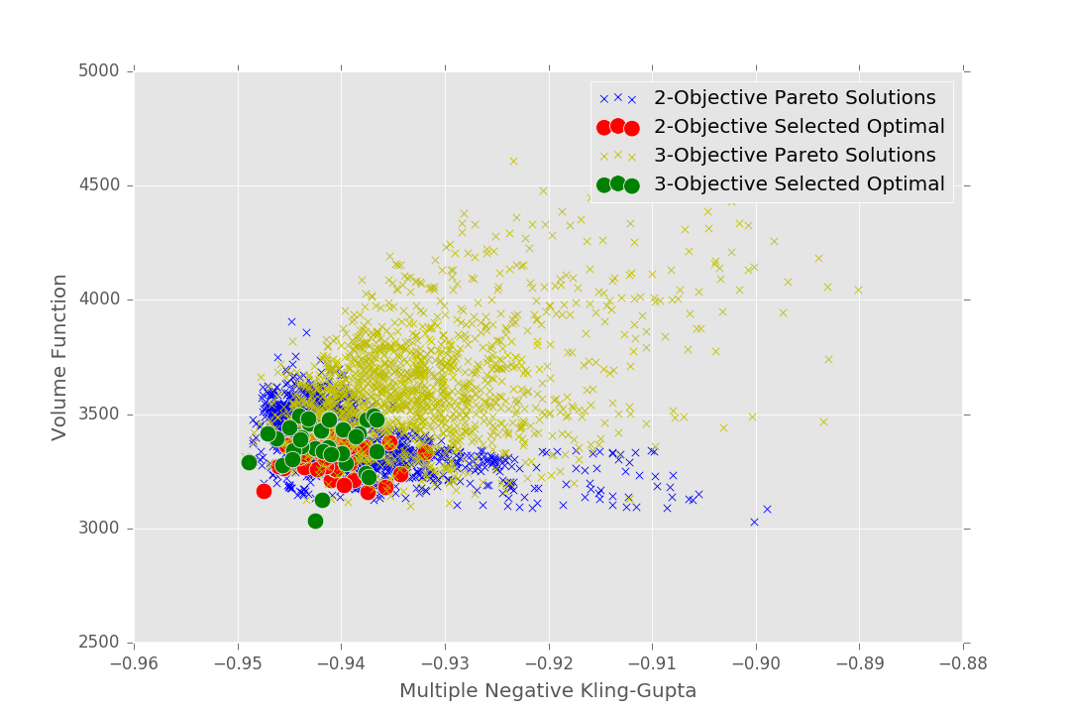 5000
4500
4000
3500
3000
2500
Volume Function
2-Objective Pareto Solutions
2-Objective Selected Optimal
3-Objective Pareto Solutions
3-Objective Selected Optimal
−0.96 −0.95 −0.94 −0.93 −0.92 −0.91 −0.90 −0.89 −0.88
Multiple Negative Kling-Gupta